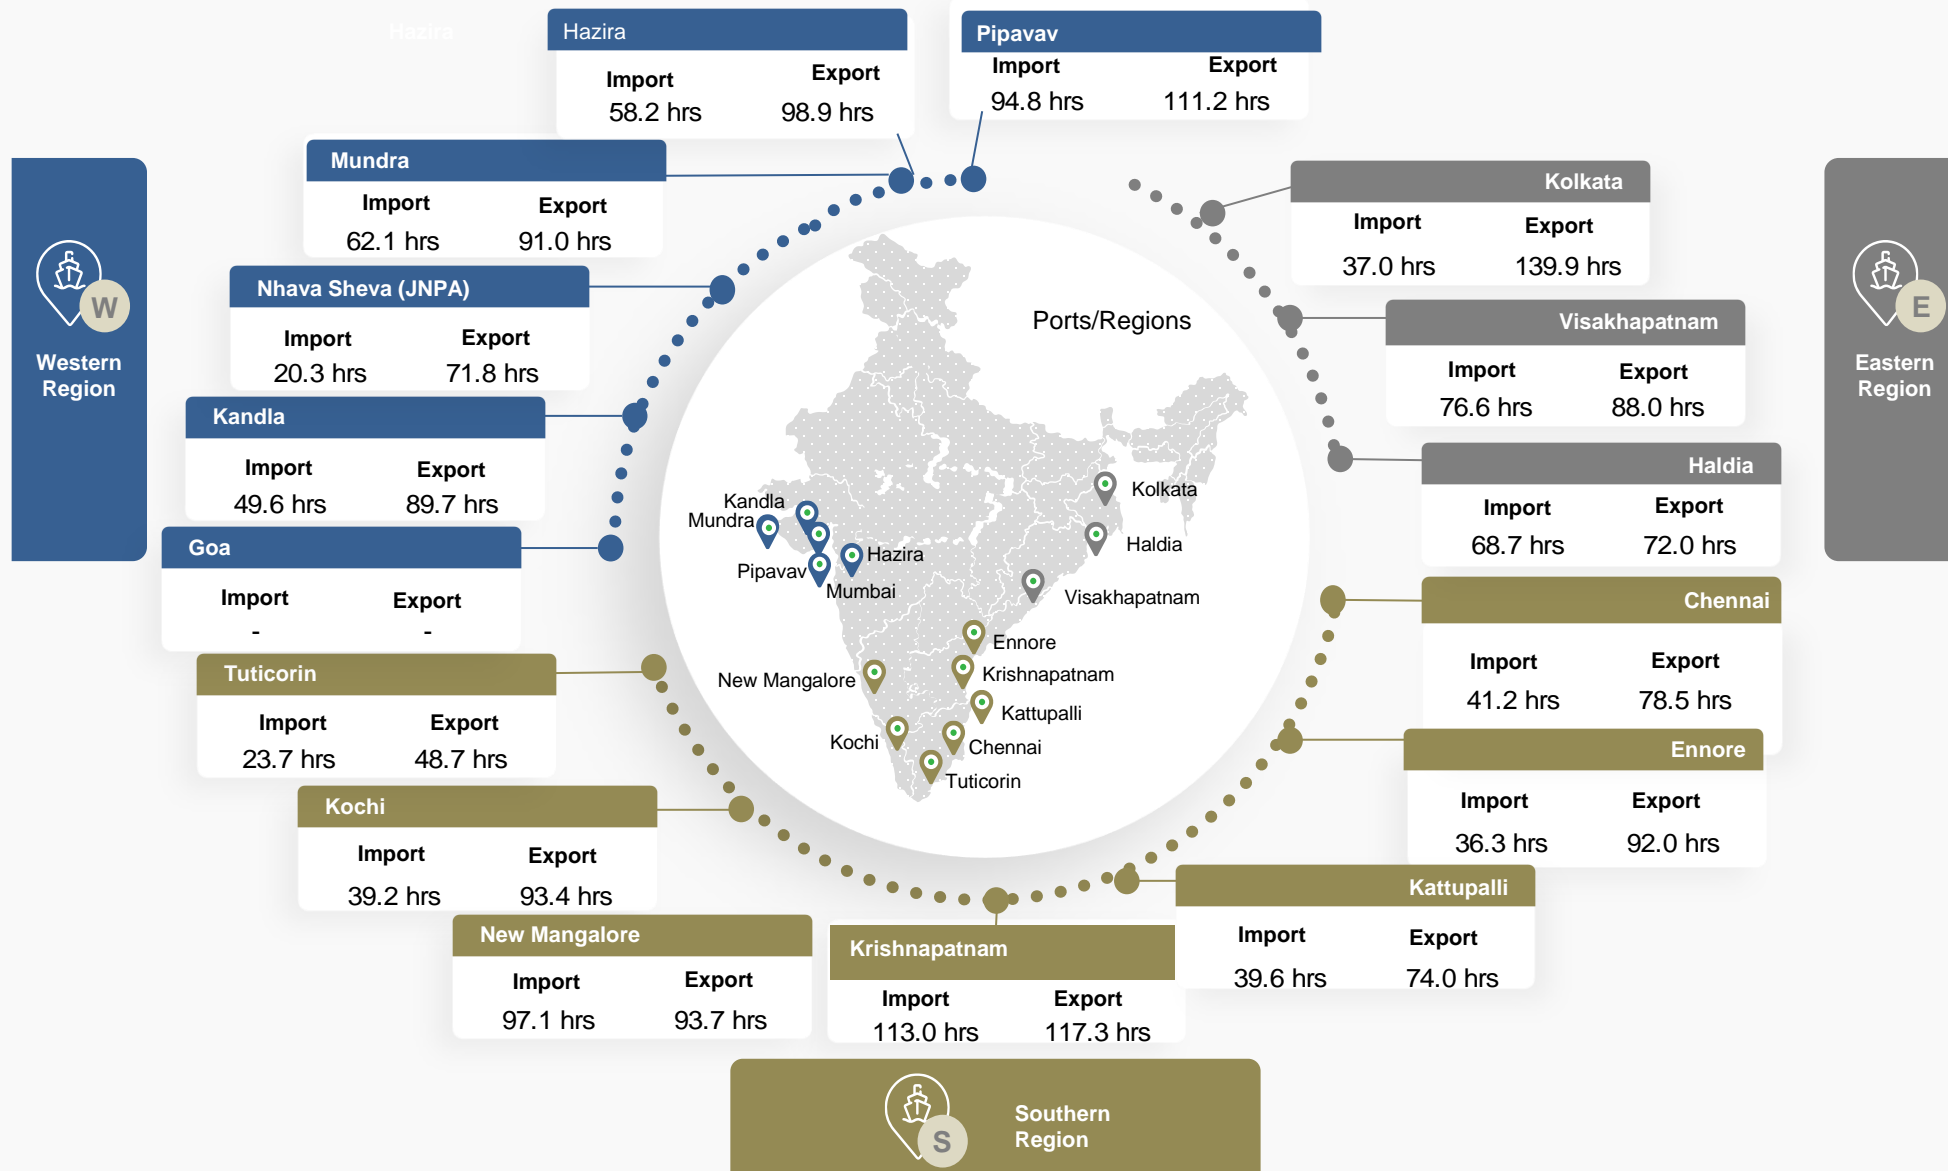 Hazira
Hazira
Import Export
58.2 hrs 98.9 hrs
Pipavav
Import Export
94.8 hrs 111.2 hrs
Mundra
Import Export
62.1 hrs 91.0 hrs
Kolkata
Import Export
37.0 hrs 139.9 hrs
W
Western
Region
E
Eastern
Region
Nhava Sheva (JNPA)
Import Export
20.3 hrs 71.8 hrs
Visakhapatnam
Import Export
76.6 hrs 88.0 hrs
Kandla
Import Export
49.6 hrs 89.7 hrs
Haldia
Import Export
68.7 hrs 72.0 hrs
Goa
Import Export
- -
Chennai
Import Export
41.2 hrs 78.5 hrs
Tuticorin
Import Export
23.7 hrs 48.7 hrs
Ennore
Import Export
36.3 hrs 92.0 hrs
Kochi
Import Export
39.2 hrs 93.4 hrs
Kattupalli
Import Export
39.6 hrs 74.0 hrs
New Mangalore
Import Export
97.1 hrs 93.7 hrs
Krishnapatnam
Import Export
113.0 hrs 117.3 hrs
Ports/Regions
Kolkata
Kandla
Mundra
Haldia
Hazira
Pipavav
Mumbai
Visakhapatnam
Ennore
Krishnapatnam
New Mangalore
Kattupalli
Kochi
Chennai
Tuticorin
S
Southern
Region